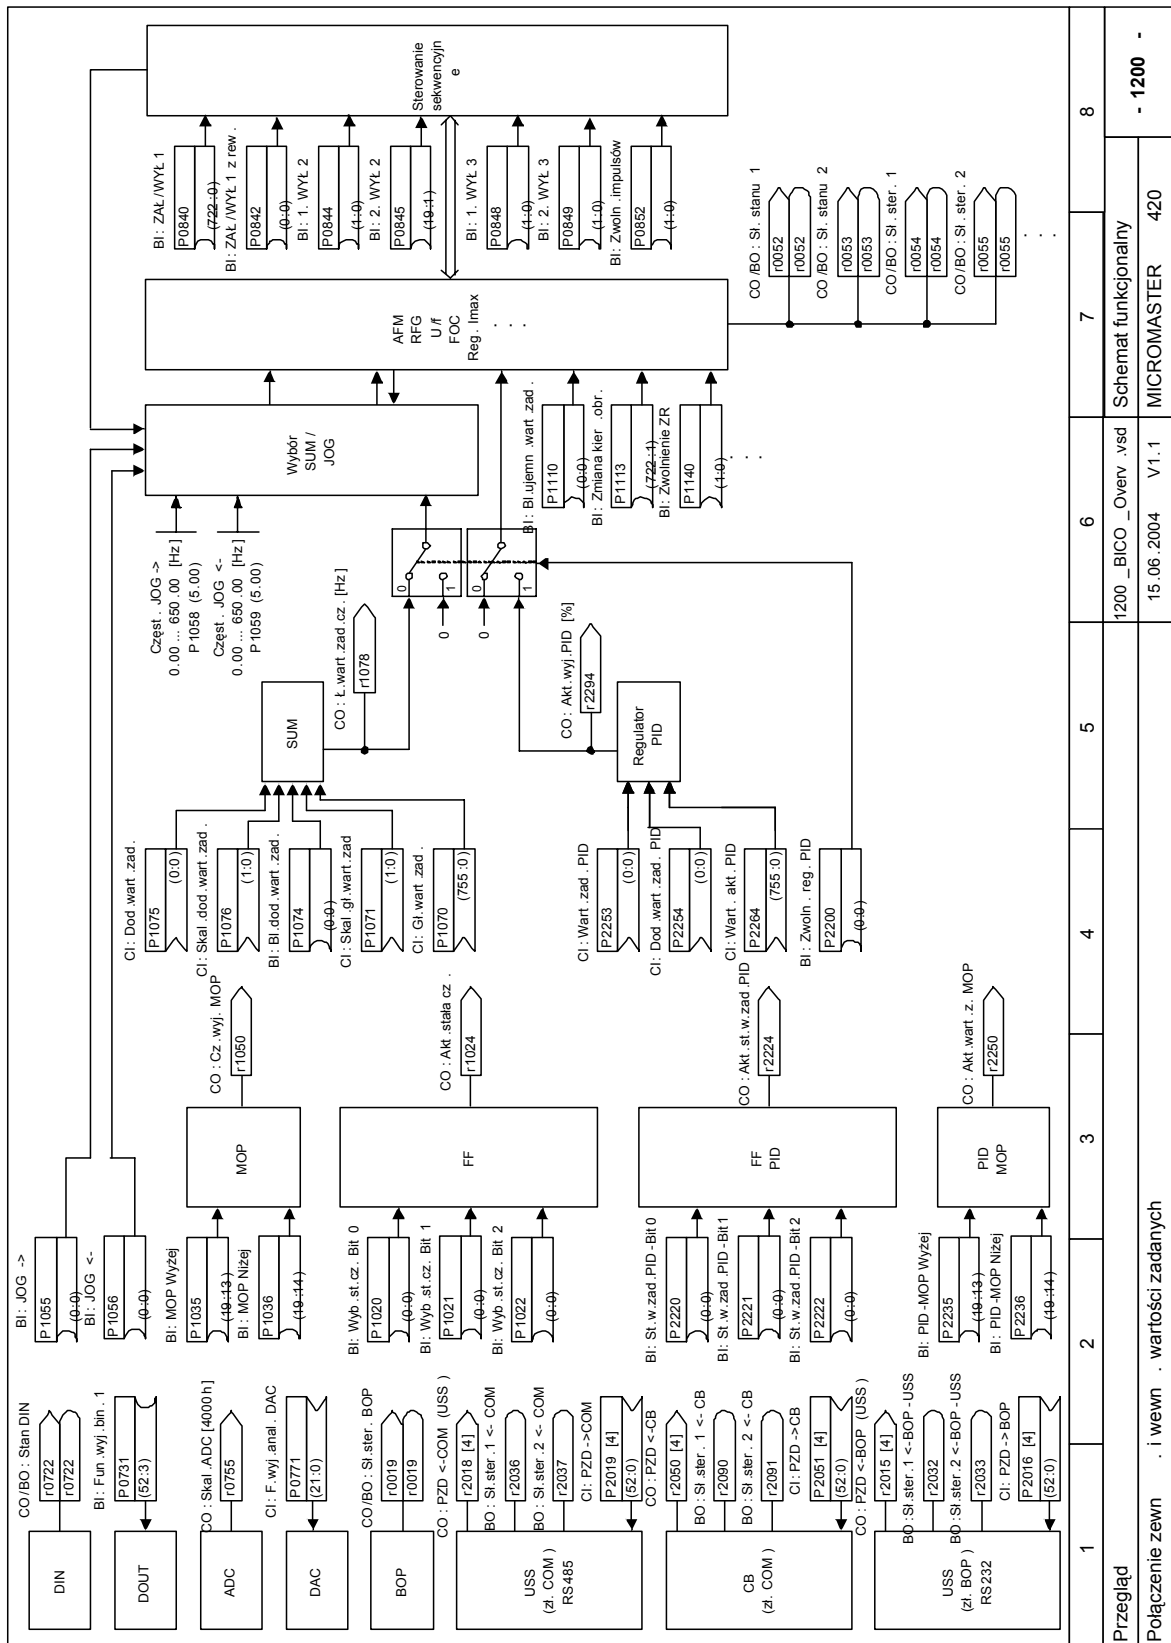 DIN
CO/BO : Stan DIN
r0722
r0722
DOUT
BI : Fun .wyj .bin . 1
P0731
(52:3)
ADC
CO : Skal .ADC [4000 h]
r0755
DAC
CI : F. wyj .anal . DAC
P0771
(21:0)
BOP
CO /BO : Sł .ster . BOP
r0019
r0019
USS
(zł. COM )
RS485
CO : PZD <-COM (USS )
r2018 [4]
BO : Sł .ster .1 <- COM
r2036
BO : Sł .ster .2 <- COM
r2037
CI : PZD ->COM
P2019 [4]
(52:0)
CB
(zł. COM )
CO : PZD <-CB
r2050 [4]
BO : Sł .ster . 1 <- CB
r2090
BO : Sł .ster . 2 <- CB
r2091
CI : PZD ->CB
P2051 [4]
(52:0)
USS
(zł. BOP )
RS232
CO : PZD <-BOP (USS )
r2015 [4]
BO : Sł .ster .1 <-BOP -USS
r2032
BO : Sł .ster .2 <-BOP -USS
r2033
CI : PZD ->BOP
P2016 [4]
(52:0)
BI : JOG ->
P1055
(0:0)
BI : JOG <-
P1056
(0:0)
BI : MOP Wyżej
P1035
(19:13 )
BI : MOP Niżej
P1036
(19:14 )
MOP
CO : Cz .wyj . MOP
r1050
BI : Wyb .st .cz . Bit 0
P1020
(0:0)
BI : Wyb .st .cz . Bit 1
P1021
(0:0)
BI : Wyb .st .cz . Bit 2
P1022
(0:0)
FF
CO : Akt .stała cz .
r1024
BI : St .w.zad .PID -Bit 0
P2220
(0:0)
BI : St .w.zad .PID -Bit 1
P2221
(0:0)
BI : St .w.zad .PID -Bit 2
P2222
(0:0)
FF
PID
CO : Akt .st .w.zad .PID
r2224
BI : PID -MOP Wyżej
P2235
(19:13 )
BI : PID -MOP Niżej
P2236
(19:14 )
PID
MOP
CO : Akt .wart .z. MOP
r2250
CI : Dod .wart .zad .
P1075
(0:0)
CI : Skal .dod .wart .zad .
P1076
(1:0)
BI : Bl .dod .wart .zad .
P1074
(0:0)
CI : Skal .gł .wart .zad
P1071
(1:0)
CI : Gł .wart .zad .
P1070
(755 :0)
SUM
CO : Ł .wart .zad .cz . [Hz]
r1078
CI : Wart .zad . PID
P2253
(0:0)
CI : Dod .wart .zad . PID
P2254
(0:0)
CI : Wart . akt . PID
P2264
(755 :0)
BI : Zwoln . reg . PID
P2200
(0:0)
Regulator
PID
CO : Akt .wyj .PID [%]
r2294
Częst . JOG ->
0.00 ... 650 .00 [Hz]
P1058 (5.00)
Częst . JOG <-
0.00 ... 650 .00 [Hz]
P1059 (5.00)
0
1
0
0
1
0
Wybór
SUM /
JOG
BI : Bl .ujemn .wart .zad .
P1110
(0:0)
BI : Zmiana kier .obr .
P1113
(722 :1)
BI : Zwolnienie ZR
P1140
(1:0)
. . .
AFM
RFG
U/f
FOC
Reg . Imax
. . .
BI : ZAŁ /WYŁ 1
P0840
(722 :0)
BI : ZAŁ /WYŁ 1 z rew .
P0842
(0:0)
BI : 1. WYŁ 2
P0844
(1:0)
BI : 2. WYŁ 2
P0845
(19:1)
BI : 1. WYŁ 3
P0848
(1:0)
BI : 2. WYŁ 3
P0849
(1:0)
BI : Zwoln .impulsów
P0852
(1:0)
Sterowanie
sekwencyjn
e
CO /BO : Sł . stanu 1
r0052
r0052
CO /BO : Sł . stanu 2
r0053
r0053
CO /BO : Sł . ster . 1
r0054
r0054
CO /BO : Sł . ster . 2
r0055
r0055
. . .
1 2 3 4 5 6 7 8
Przegląd 1200 _BICO _Overv .vsd Schemat funkcjonalny - 1200 -
Połączenie zewn . i wewn . wartości zadanych 15.06.2004 V1.1 MICROMASTER 420